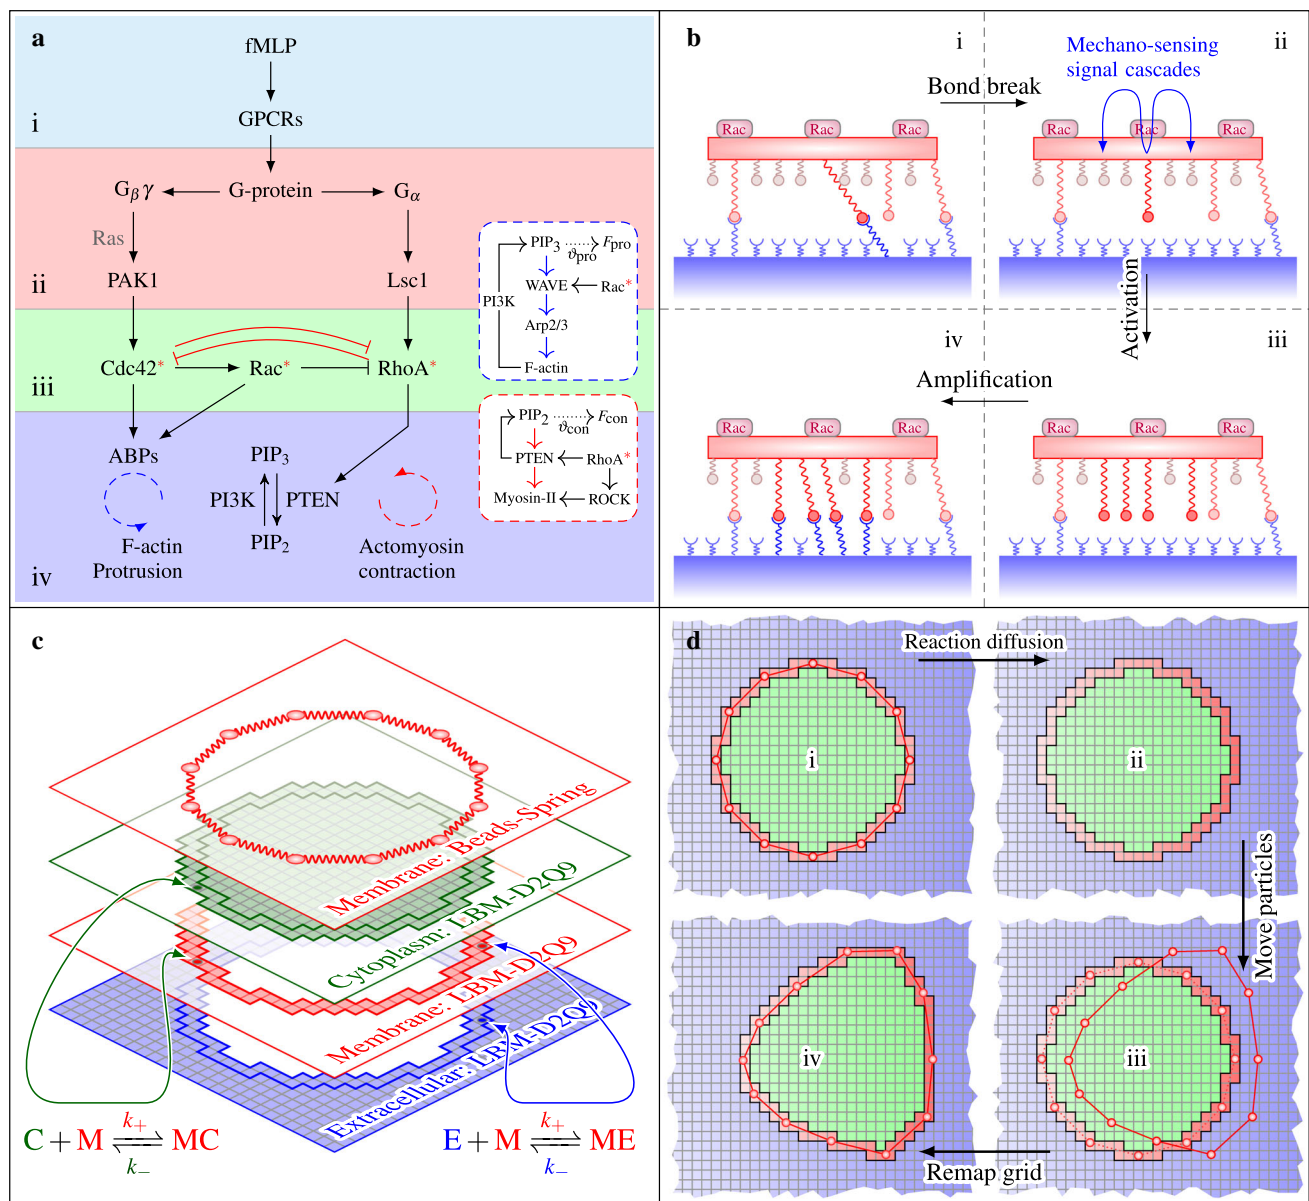 a
fMLP
i
GPCRs
Gβγ
G-protein
Gα
Ras
ii
PAK1
Lsc1
iii
Cdc42*
Rac*
RhoA*
ABPs
PIP3
PI3K
PTEN
PIP2
F-actin
Protrusion
Actomyosin
contraction
iv
PIP3
ϑpro
Fpro
WAVE
Rac*
PI3K
Arp2/3
F-actin
PIP2
ϑcon
Fcon
PTEN
RhoA*
Myosin-II
ROCK
b
i
Bond break
Mechano-sensing
signal cascades
ii
Rac
Rac
Rac
Rac
Rac
Rac
Activation
iv
iii
Amplification
Rac
Rac
Rac
Rac
Rac
Rac
c
Membrane: Beads-Spring
Cytoplasm: LBM-D2Q9
Membrane: LBM-D2Q9
Extracellular: LBM-D2Q9
C + M k+ k− MC
E + M k+ k− ME
d
Reaction diffusion
i
ii
Move particles
iv
iii
Remap grid